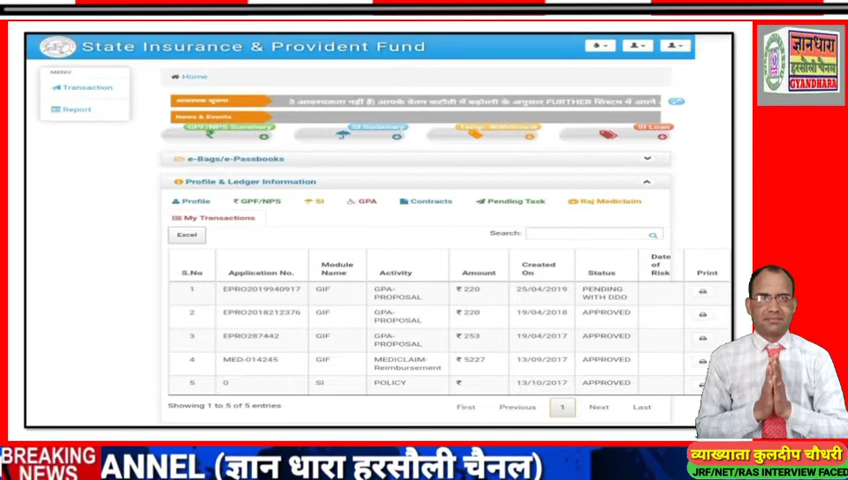 State Insurance & Provident Fund
ज्ञानधारा
हरसौली चैनल
GYANDHARA
MENU
Transaction
Report
Home
आवश्यक सूचना
3 आवश्यकता नहीं है। आपके वेतन कटौती में बढ़ोतरी के अनुसार FURTHER सिस्टम में अपने
News & Events
GPF/NPS Summary
SI Summary
Temp. Withdrawal
SI Loan
e-Bags/e-Passbooks
Profile & Ledger Information
Profile ₹ GPF/NPS SI GPA Contracts Pending Task Raj Mediclaim
My Transactions
Excel
Search:
S.No Application No. Module Name Activity Amount Created On Status Date of Risk Print
1 EPRO2019940917 GIF GPA-PROPOSAL ₹ 220 25/04/2019 PENDING WITH DDO
2 EPRO2018212376 GIF GPA-PROPOSAL ₹ 220 19/04/2018 APPROVED
3 EPRO287442 GIF GPA-PROPOSAL ₹ 253 19/04/2017 APPROVED
4 MED-014245 GIF MEDICLAIM-Reimbursement ₹ 5227 13/09/2017 APPROVED
5 0 SI POLICY ₹ 13/10/2017 APPROVED
Showing 1 to 5 of 5 entries
First Previous 1 Next Last
व्याख्याता कुलदीप चौधरी
JRF/NET/RAS INTERVIEW FACED
BREAKING
NEWS
ANNEL (ज्ञान धारा हरसौली चैनल)